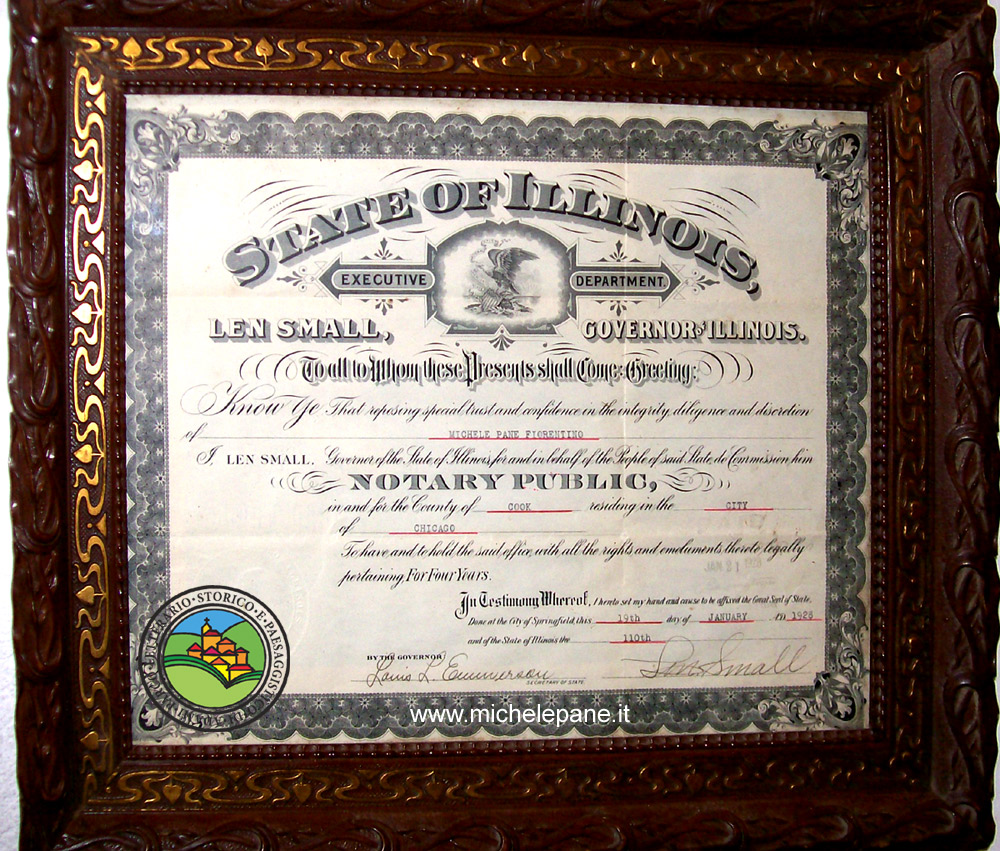 STATE OF ILLINOIS,
EXECUTIVE DEPARTMENT.
LEN SMALL, GOVERNOR OF ILLINOIS.
To all to Whom these Presents shall Come: Greeting:
Know Ye That reposing special trust and confidence in the integrity, diligence and discretion
of MICHELE PANE FIORENTINO
I, LEN SMALL, Governor of the State of Illinois, for and in behalf of the People of said State, do Commission him
NOTARY PUBLIC,
in and for the County of COOK residing in the CITY
of CHICAGO
To have and to hold the said office, with all the rights and emoluments thereto legally
pertaining, For Four Years.
JAN 31
In Testimony Whereof, I hereto set my hand and cause to be affixed the Great Seal of State,
Done at the City of Springfield, this 19th day of JANUARY 1928
and of the State of Illinois the 110th
BY THE GOVERNOR
Louis L. Emmerson Len Small
SECRETARY OF STATE
LETTERARIO·STORICO·E·PAESAGGISTICO
www.michelepane.it